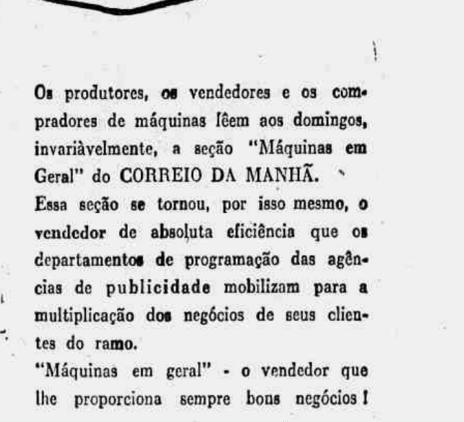 Os produtores, os vendedores e os com-
pradores de máquinas lêem aos domingos,
invariàvelmente, a seção "Máquinas em
Geral" do CORREIO DA MANHÃ.
Essa seção se tornou, por isso mesmo, o
vendedor de absoluta eficiência que os
departamentos de programação das agên-
cias de publicidade mobilizam para a
multiplicação dos negócios de seus clien-
tes do ramo.
"Máquinas em geral" - o vendedor que
lhe proporciona sempre bons negócios!